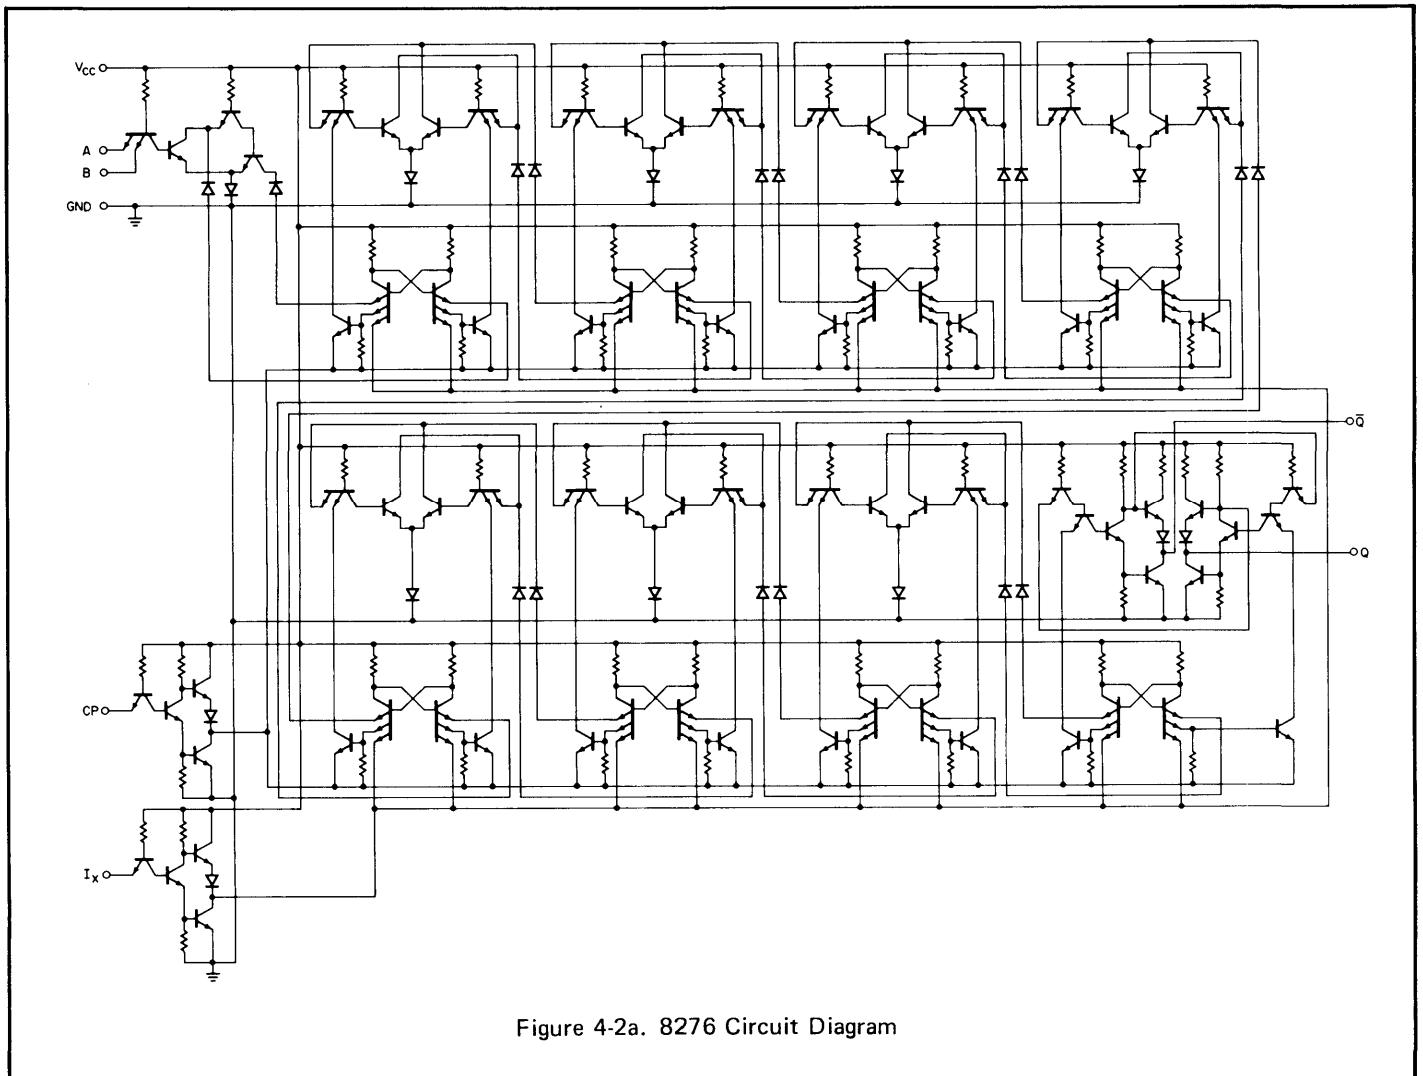 V_CC
A
B
GND
Q̅
Q
CP
I_X
Figure 4-2a. 8276 Circuit Diagram